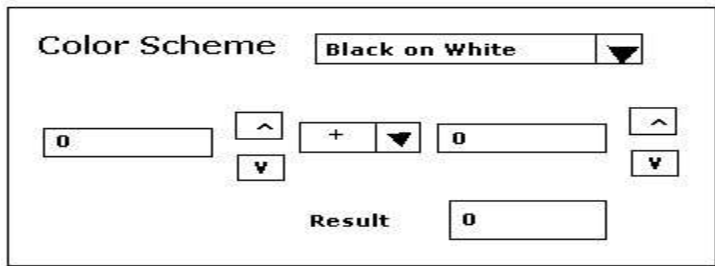 Color Scheme Black on White
^ ^
0 + 0
v v
Result 0